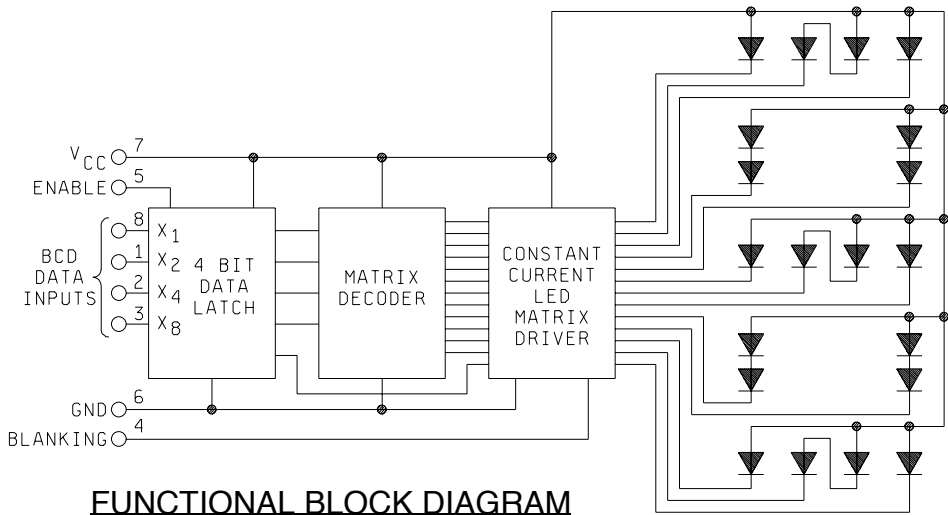 VCC 7
ENABLE 5
8 X1
1 X2
2 X4
3 X8
BCD
DATA
INPUTS
4 BIT
DATA
LATCH
MATRIX
DECODER
CONSTANT
CURRENT
LED
MATRIX
DRIVER
GND 6
BLANKING 4
FUNCTIONAL BLOCK DIAGRAM